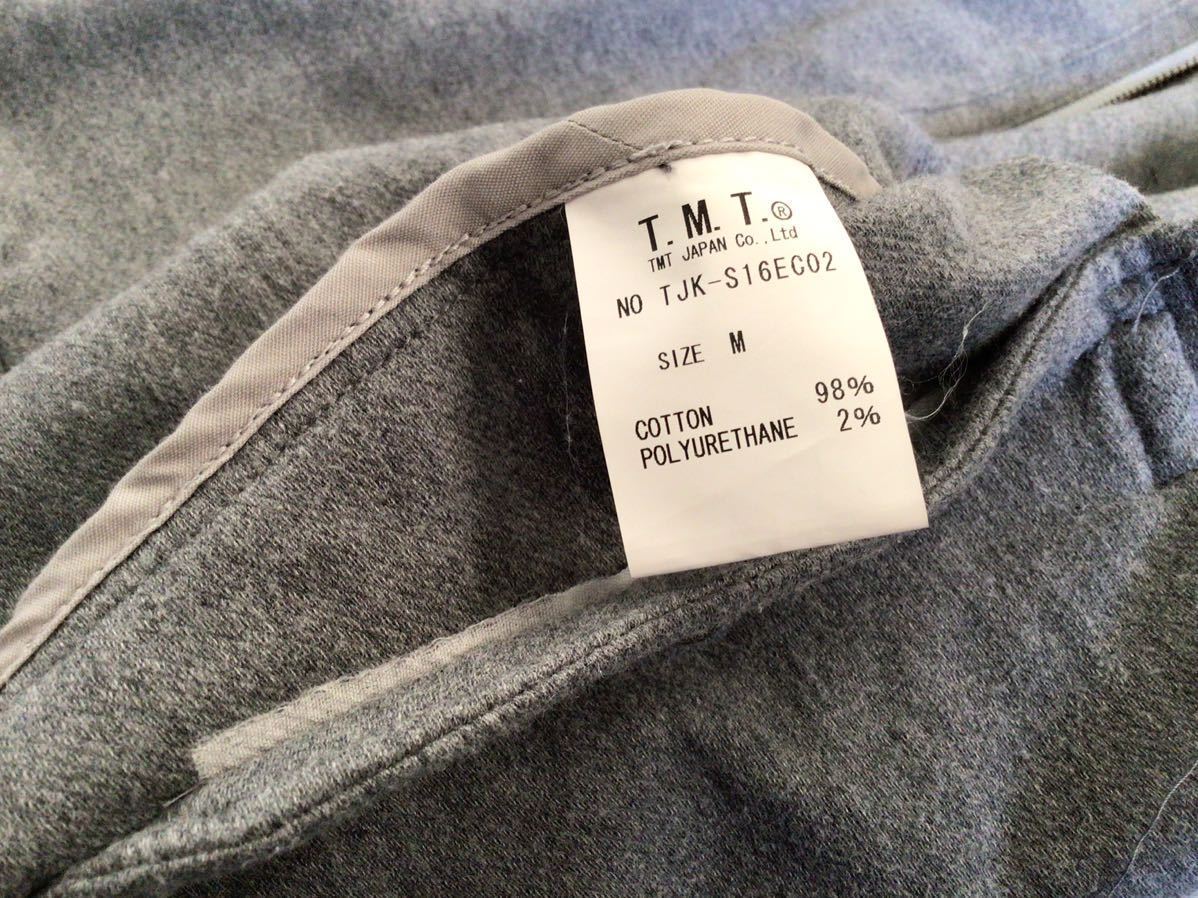 T.M.T.®
TMT JAPAN Co.,Ltd
NO TJK-S16EC02
SIZE M
COTTON 98%
POLYURETHANE 2%